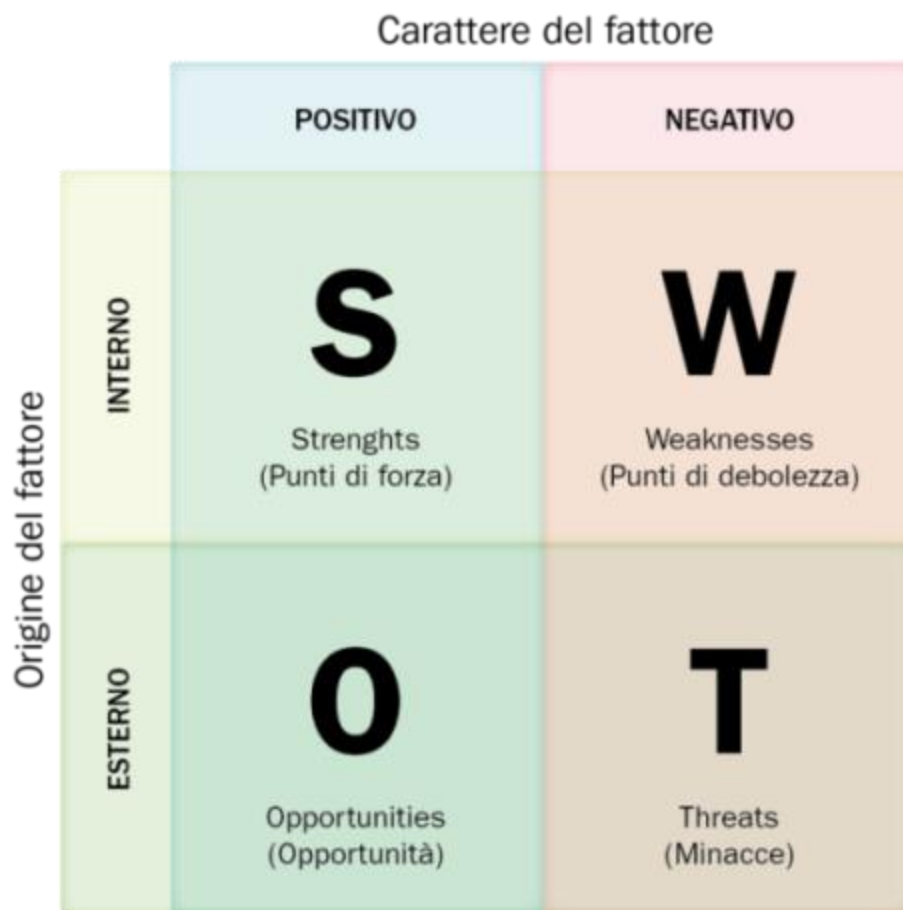 Carattere del fattore
POSITIVO
NEGATIVO
Origine del fattore
INTERNO
S
Strenghts
(Punti di forza)
W
Weaknesses
(Punti di debolezza)
ESTERNO
O
Opportunities
(Opportunità)
T
Threats
(Minacce)